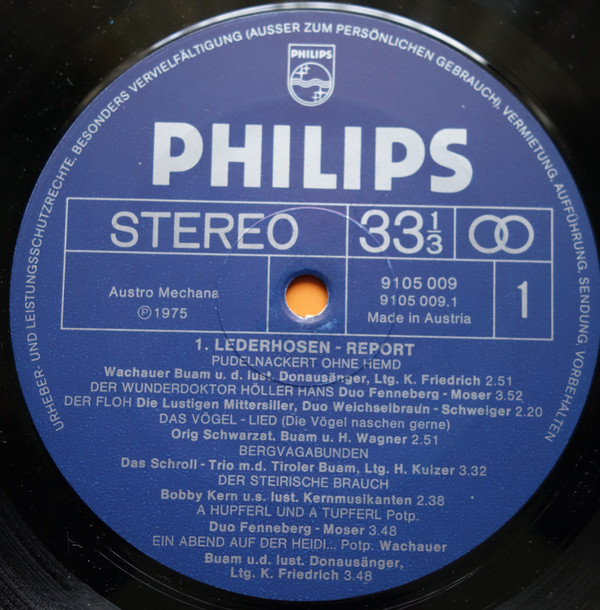 URHEBER- UND LEISTUNGSSCHUTZRECHTE, BESONDERS VERVIELFÄLTIGUNG (AUSSER ZUM PERSÖNLICHEN GEBRAUCH), VERMIETUNG, AUFFÜHRUNG, SENDUNG, VORBEHALTEN
PHILIPS
PHILIPS
STEREO 33 1/3
Austro Mechana
Ⓟ 1975
9105 009
9105 009.1
Made in Austria
1
1. LEDERHOSEN - REPORT
PUDELNACKERT OHNE HEMD
Wachauer Buam u. d. lust. Donausänger, Ltg. K. Friedrich 2.51
DER WUNDERDOKTOR HÖLLER HANS Duo Fenneberg - Moser 3.52
DER FLOH Die Lustigen Mittersiller, Duo Weichselbraun - Schweiger 2.20
DAS VÖGEL - LIED (Die Vögel naschen gerne)
Orig Schwarzat. Buam u. H. Wagner 2.51
BERGVAGABUNDEN
Das Schroll - Trio m.d. Tiroler Buam, Ltg. H. Kulzer 3.32
DER STEIRISCHE BRAUCH
Bobby Kern u.s. lust. Kernmusikanten 2.38
A HUPFERL UND A TUPFERL Potp.
Duo Fenneberg - Moser 3.48
EIN ABEND AUF DER HEIDI... Potp. Wachauer
Buam u.d. lust. Donausänger,
Ltg. K. Friedrich 3.48